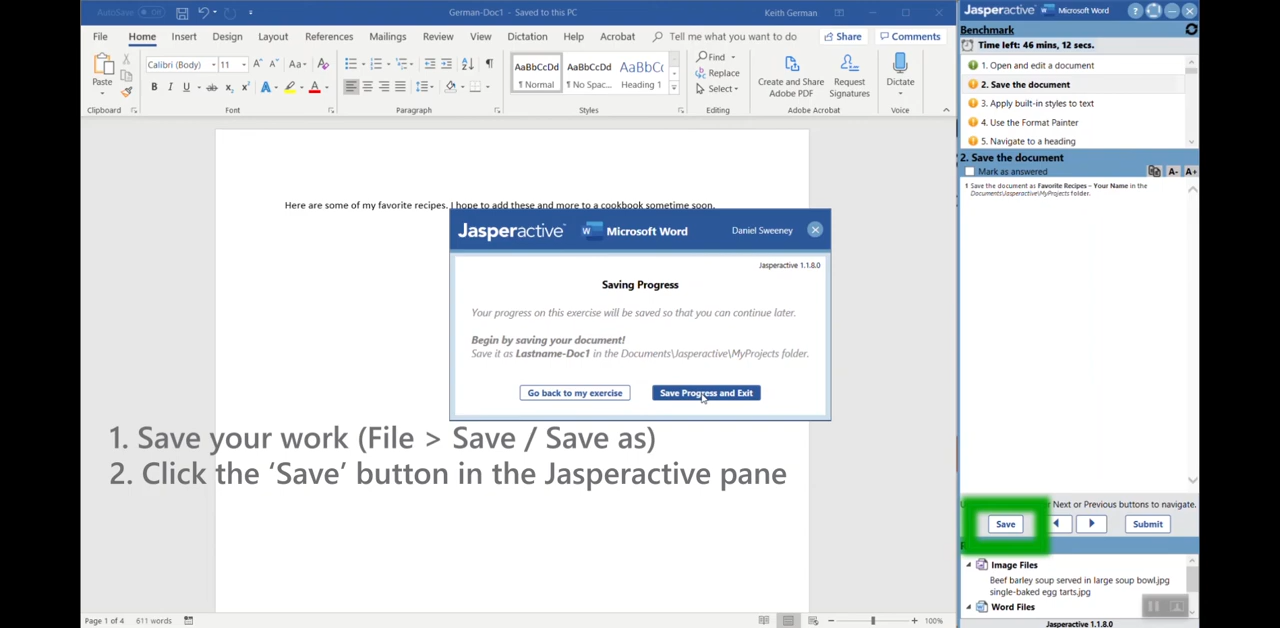 AutoSave Off
German-Doc1 - Saved to this PC
Keith German
File Home Insert Design Layout References Mailings Review View Dictation Help Acrobat Tell me what you want to do Share Comments
Paste
Calibri (Body) 11 Aa
B I U ab x₂ x² A A
Clipboard Font Paragraph Styles Editing Adobe Acrobat Voice
AaBbCcDd AaBbCcDd AaBbCc
¶ Normal ¶ No Spac... Heading 1
Find
Replace
Select
Create and Share
Adobe PDF
Request
Signatures
Dictate
Here are some of my favorite recipes. I hope to add these and more to a cookbook sometime soon.
Jasperactive Microsoft Word Daniel Sweeney
Jasperactive 1.1.8.0
Saving Progress
Your progress on this exercise will be saved so that you can continue later.
Begin by saving your document!
Save it as Lastname-Doc1 in the Documents\Jasperactive\MyProjects folder.
Go back to my exercise Save Progress and Exit
1. Save your work (File > Save / Save as)
2. Click the ‘Save’ button in the Jasperactive pane
Page 1 of 4 611 words
100%
Jasperactive Microsoft Word
Benchmark
Time left: 46 mins, 12 secs.
1. Open and edit a document
2. Save the document
3. Apply built-in styles to text
4. Use the Format Painter
5. Navigate to a heading
2. Save the document
Mark as answered A- A+
1 Save the document as Favorite Recipes - Your Name in the
Documents\Jasperactive\MyProjects folder.
Next or Previous buttons to navigate.
Save Submit
Image Files
Beef barley soup served in large soup bowl.jpg
single-baked egg tarts.jpg
Word Files
Jasperactive 1.1.8.0